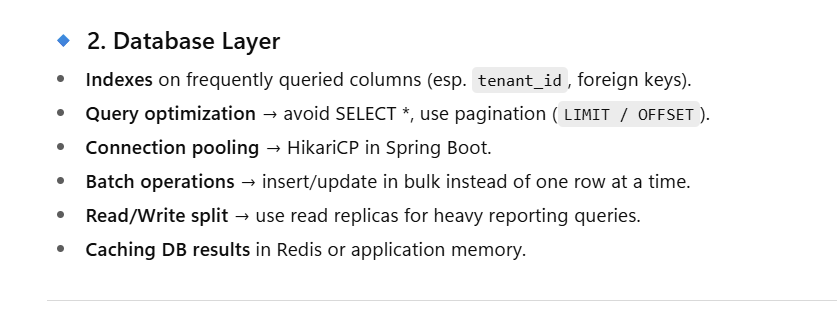 2. Database Layer
Indexes on frequently queried columns (esp. tenant_id, foreign keys).
Query optimization → avoid SELECT *, use pagination (LIMIT / OFFSET).
Connection pooling → HikariCP in Spring Boot.
Batch operations → insert/update in bulk instead of one row at a time.
Read/Write split → use read replicas for heavy reporting queries.
Caching DB results in Redis or application memory.